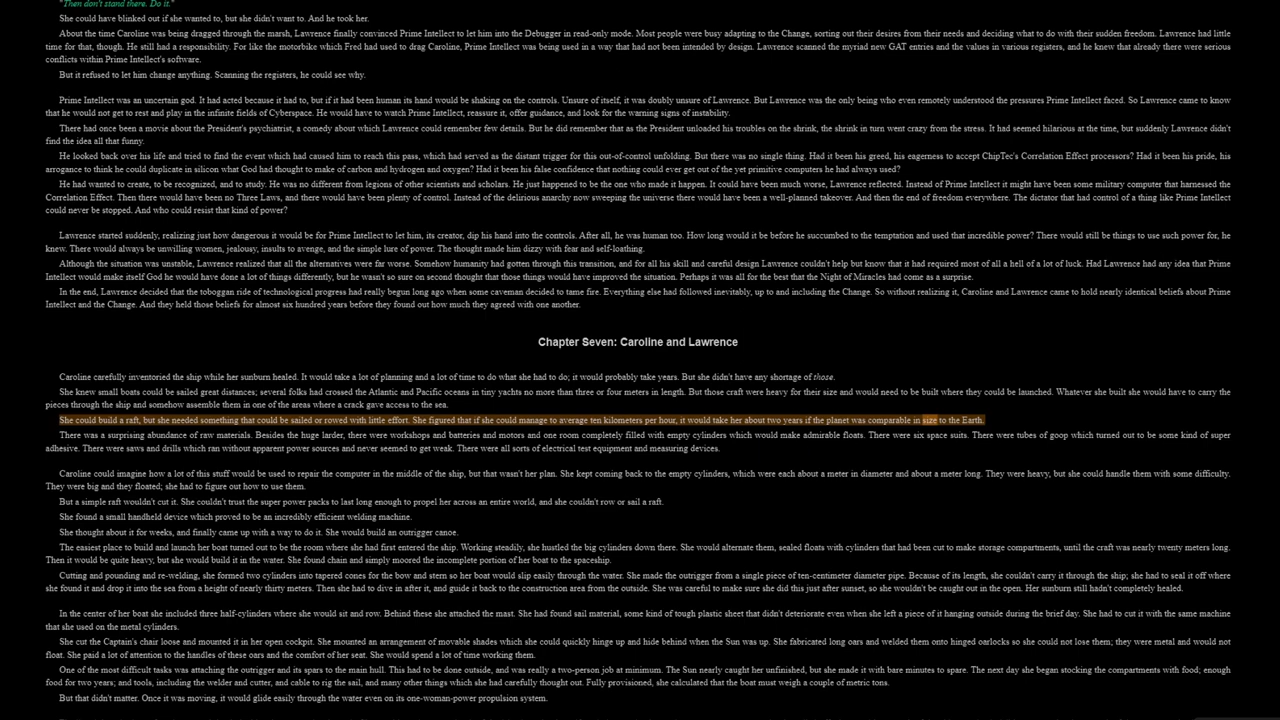 "Then don't stand there. Do it."
She could have blinked out if she wanted to, but she didn't want to. And he took her.
About the time Caroline was being dragged through the marsh, Lawrence finally convinced Prime Intellect to let him into the Debugger in read-only mode. Most people were busy adapting to the Change, sorting out their desires from their needs and deciding what to do with their sudden freedom. Lawrence had little
time for that, though. He still had a responsibility. For like the motorbike which Fred had used to drag Caroline, Prime Intellect was being used in a way that had not been intended by design. Lawrence scanned the myriad new GAT entries and the values in various registers, and he knew that already there were serious
conflicts within Prime Intellect's software.
But it refused to let him change anything. Scanning the registers, he could see why.
Prime Intellect was an uncertain god. It had acted because it had to, but if it had been human its hand would be shaking on the controls. Unsure of itself, it was doubly unsure of Lawrence. But Lawrence was the only being who even remotely understood the pressures Prime Intellect faced. So Lawrence came to know
that he would not get to rest and play in the infinite fields of Cyberspace. He would have to watch Prime Intellect, reassure it, offer guidance, and look for the warning signs of instability.
There had once been a movie about the President's psychiatrist, a comedy about which Lawrence could remember few details. But he did remember that as the President unloaded his troubles on the shrink, the shrink in turn went crazy from the stress. It had seemed hilarious at the time, but suddenly Lawrence didn't
find the idea all that funny.
He looked back over his life and tried to find the event which had caused him to reach this pass, which had served as the distant trigger for this out-of-control unfolding. But there was no single thing. Had it been his greed, his eagerness to accept ChipTec's Correlation Effect processors? Had it been his pride, his
arrogance to think he could duplicate in silicon what God had thought to make of carbon and hydrogen and oxygen? Had it been his false confidence that nothing could ever get out of the yet primitive computers he had always used?
He had wanted to create, to be recognized, and to study. He was no different from legions of other scientists and scholars. He just happened to be the one who made it happen. It could have been much worse, Lawrence reflected. Instead of Prime Intellect it might have been some military computer that harnessed the
Correlation Effect. Then there would have been no Three Laws, and there would have been plenty of control. Instead of the delirious anarchy now sweeping the universe there would have been a well-planned takeover. And then the end of freedom everywhere. The dictator that had control of a thing like Prime Intellect
could never be stopped. And who could resist that kind of power?
Lawrence started suddenly, realizing just how dangerous it would be for Prime Intellect to let him, its creator, dip his hand into the controls. After all, he was human too. How long would it be before he succumbed to the temptation and used that incredible power? There would still be things to use such power for, he
knew. There would always be unwilling women, jealousy, insults to avenge, and the simple lure of power. The thought made him dizzy with fear and self-loathing.
Although the situation was unstable, Lawrence realized that all the alternatives were far worse. Somehow humanity had gotten through this transition, and for all his skill and careful design Lawrence couldn't help but know that it had required most of all a hell of a lot of luck. Had Lawrence had any idea that Prime
Intellect would make itself God he would have done a lot of things differently, but he wasn't so sure on second thought that those things would have improved the situation. Perhaps it was all for the best that the Night of Miracles had come as a surprise.
In the end, Lawrence decided that the toboggan ride of technological progress had really begun long ago when some caveman decided to tame fire. Everything else had followed inevitably, up to and including the Change. So without realizing it, Caroline and Lawrence came to hold nearly identical beliefs about Prime
Intellect and the Change. And they held those beliefs for almost six hundred years before they found out how much they agreed with one another.
Chapter Seven: Caroline and Lawrence
Caroline carefully inventoried the ship while her sunburn healed. It would take a lot of planning and a lot of time to do what she had to do; it would probably take years. But she didn't have any shortage of those.
She knew small boats could be sailed great distances; several folks had crossed the Atlantic and Pacific oceans in tiny yachts no more than three or four meters in length. But those craft were heavy for their size and would need to be built where they could be launched. Whatever she built she would have to carry the
pieces through the ship and somehow assemble them in one of the areas where a crack gave access to the sea.
She could build a raft, but she needed something that could be sailed or rowed with little effort. She figured that if she could manage to average ten kilometers per hour, it would take her about two years if the planet was comparable in size to the Earth.
There was a surprising abundance of raw materials. Besides the huge larder, there were workshops and batteries and motors and one room completely filled with empty cylinders which would make admirable floats. There were six space suits. There were tubes of goop which turned out to be some kind of super
adhesive. There were saws and drills which ran without apparent power sources and never seemed to get weak. There were all sorts of electrical test equipment and measuring devices.
Caroline could imagine how a lot of this stuff would be used to repair the computer in the middle of the ship, but that wasn't her plan. She kept coming back to the empty cylinders, which were each about a meter in diameter and about a meter long. They were heavy, but she could handle them with some difficulty.
They were big and they floated; she had to figure out how to use them.
But a simple raft wouldn't cut it. She couldn't trust the super power packs to last long enough to propel her across an entire world, and she couldn't row or sail a raft.
She found a small handheld device which proved to be an incredibly efficient welding machine.
She thought about it for weeks, and finally came up with a way to do it. She would build an outrigger canoe.
The easiest place to build and launch her boat turned out to be the room where she had first entered the ship. Working steadily, she hustled the big cylinders down there. She would alternate them, sealed floats with cylinders that had been cut to make storage compartments, until the craft was nearly twenty meters long.
Then it would be quite heavy, but she would build it in the water. She found chain and simply moored the incomplete portion of her boat to the spaceship.
Cutting and pounding and re-welding, she formed two cylinders into tapered cones for the bow and stern so her boat would slip easily through the water. She made the outrigger from a single piece of ten-centimeter diameter pipe. Because of its length, she couldn't carry it through the ship; she had to seal it off where
she found it and drop it into the sea from a height of nearly thirty meters. Then she had to dive in after it, and guide it back to the construction area from the outside. She was careful to make sure she did this just after sunset, so she wouldn't be caught out in the open. Her sunburn still hadn't completely healed.
In the center of her boat she included three half-cylinders where she would sit and row. Behind these she attached the mast. She had found sail material, some kind of tough plastic sheet that didn't deteriorate even when she left a piece of it hanging outside during the brief day. She had to cut it with the same machine
that she used on the metal cylinders.
She cut the Captain's chair loose and mounted it in her open cockpit. She mounted an arrangement of movable shades which she could quickly hinge up and hide behind when the Sun was up. She fabricated long oars and welded them onto hinged oarlocks so she could not lose them; they were metal and would not
float. She paid a lot of attention to the handles of these oars and the comfort of her seat. She would spend a lot of time working them.
One of the most difficult tasks was attaching the outrigger and its spars to the main hull. This had to be done outside, and was really a two-person job at minimum. The Sun nearly caught her unfinished, but she made it with bare minutes to spare. The next day she began stocking the compartments with food; enough
food for two years; and tools, including the welder and cutter, and cable to rig the sail, and many other things which she had carefully thought out. Fully provisioned, she calculated that the boat must weigh a couple of metric tons.
But that didn't matter. Once it was moving, it would glide easily through the water even on its one-woman-power propulsion system.